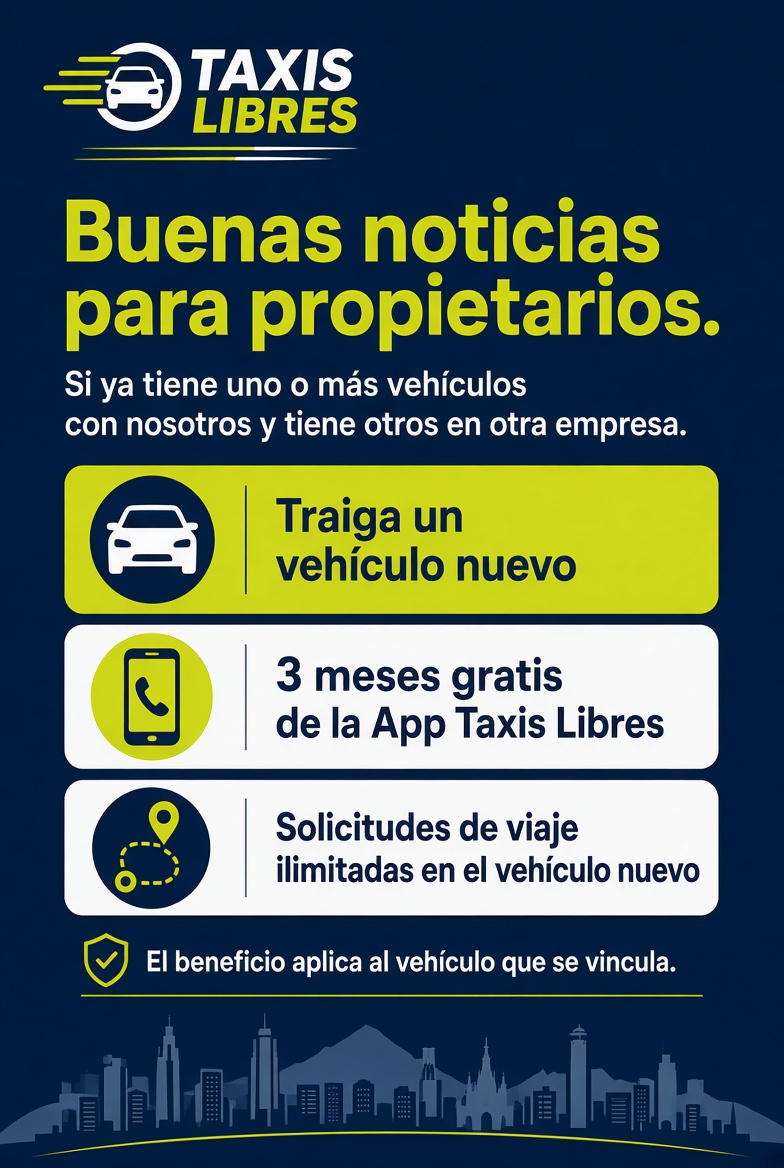 TAXIS
LIBRES
Buenas noticias
para propietarios.
Si ya tiene uno o más vehículos
con nosotros y tiene otros en otra empresa.
Traiga un
vehículo nuevo
3 meses gratis
de la App Taxis Libres
Solicitudes de viaje
ilimitadas en el vehículo nuevo
El beneficio aplica al vehículo que se vincula.